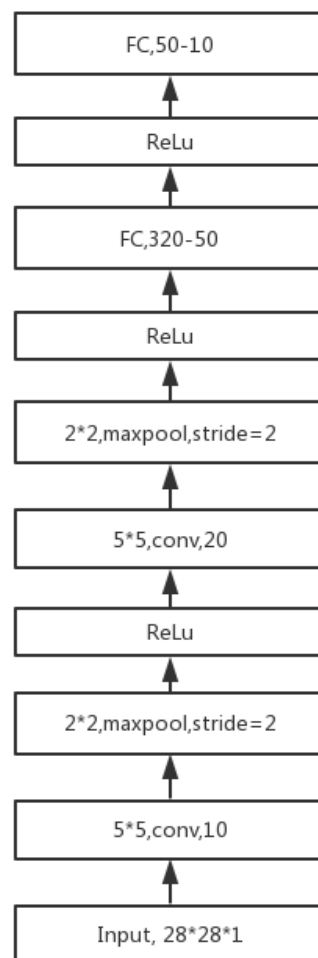 FC,50-10
ReLu
FC,320-50
ReLu
2*2,maxpool,stride=2
5*5,conv,20
ReLu
2*2,maxpool,stride=2
5*5,conv,10
Input, 28*28*1